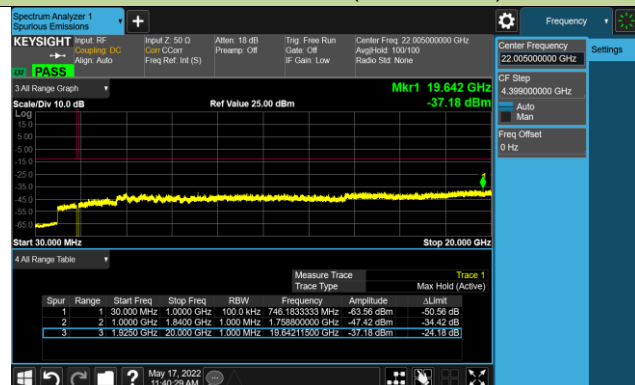 Spectrum Analyzer 1
Spurious Emissions
Frequency
KEYSIGHT
Input: RF
Coupling: DC
Align: Auto
Input Z: 50 Ω
Corr CCorr
Freq Ref: Int (S)
Atten: 18 dB
Preamp: Off
Trig: Free Run
Gate: Off
IF Gain: Low
Center Freq: 22.005000000 GHz
Avg|Hold: 100/100
Radio Std: None
PASS
Center Frequency
22.005000000 GHz
Settings
CF Step
4.399000000 GHz
Auto
Man
Freq Offset
0 Hz
3 All Range Graph
Mkr1 19.642 GHz
Scale/Div 10.0 dB
Ref Value 25.00 dBm
-37.18 dBm
Log
15.0
5.00
-5.00
-15.0
-25.0
-35.0
-45.0
-55.0
-65.0
1
Start 30.000 MHz
Stop 20.000 GHz
4 All Range Table
Measure Trace Trace 1
Trace Type Max Hold (Active)
Spur Range Start Freq Stop Freq RBW Frequency Amplitude ΔLimit
1 1 30.000 MHz 1.0000 GHz 100.0 kHz 746.1833333 MHz -63.56 dBm -50.56 dB
2 2 1.0000 GHz 1.8400 GHz 1.000 MHz 1.758800000 GHz -47.42 dBm -34.42 dB
3 3 1.9250 GHz 20.000 GHz 1.000 MHz 19.64211500 GHz -37.18 dBm -24.18 dB
May 17, 2022
11:40:29 AM